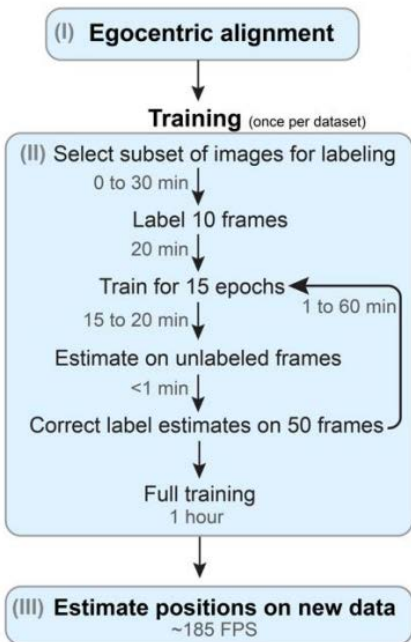 (I) Egocentric alignment
Training (once per dataset)
(II) Select subset of images for labeling
0 to 30 min
Label 10 frames
20 min
Train for 15 epochs
15 to 20 min
1 to 60 min
Estimate on unlabeled frames
<1 min
Correct label estimates on 50 frames
Full training
1 hour
(III) Estimate positions on new data
~185 FPS